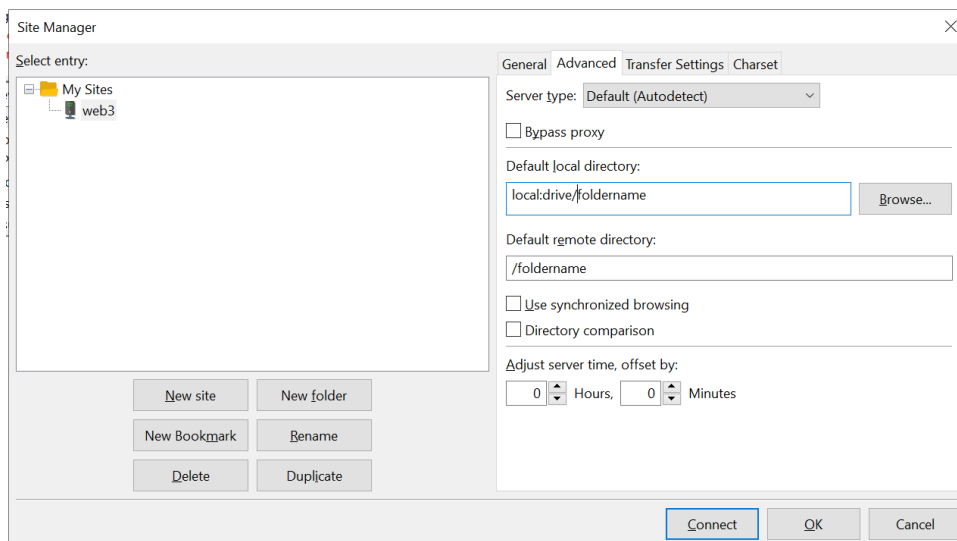 Site Manager
Select entry:
My Sites
web3
New site
New folder
New Bookmark
Rename
Delete
Duplicate
General Advanced Transfer Settings Charset
Server type: Default (Autodetect)
Bypass proxy
Default local directory:
local:drive/foldername
Browse...
Default remote directory:
/foldername
Use synchronized browsing
Directory comparison
Adjust server time, offset by:
0 Hours, 0 Minutes
Connect
OK
Cancel